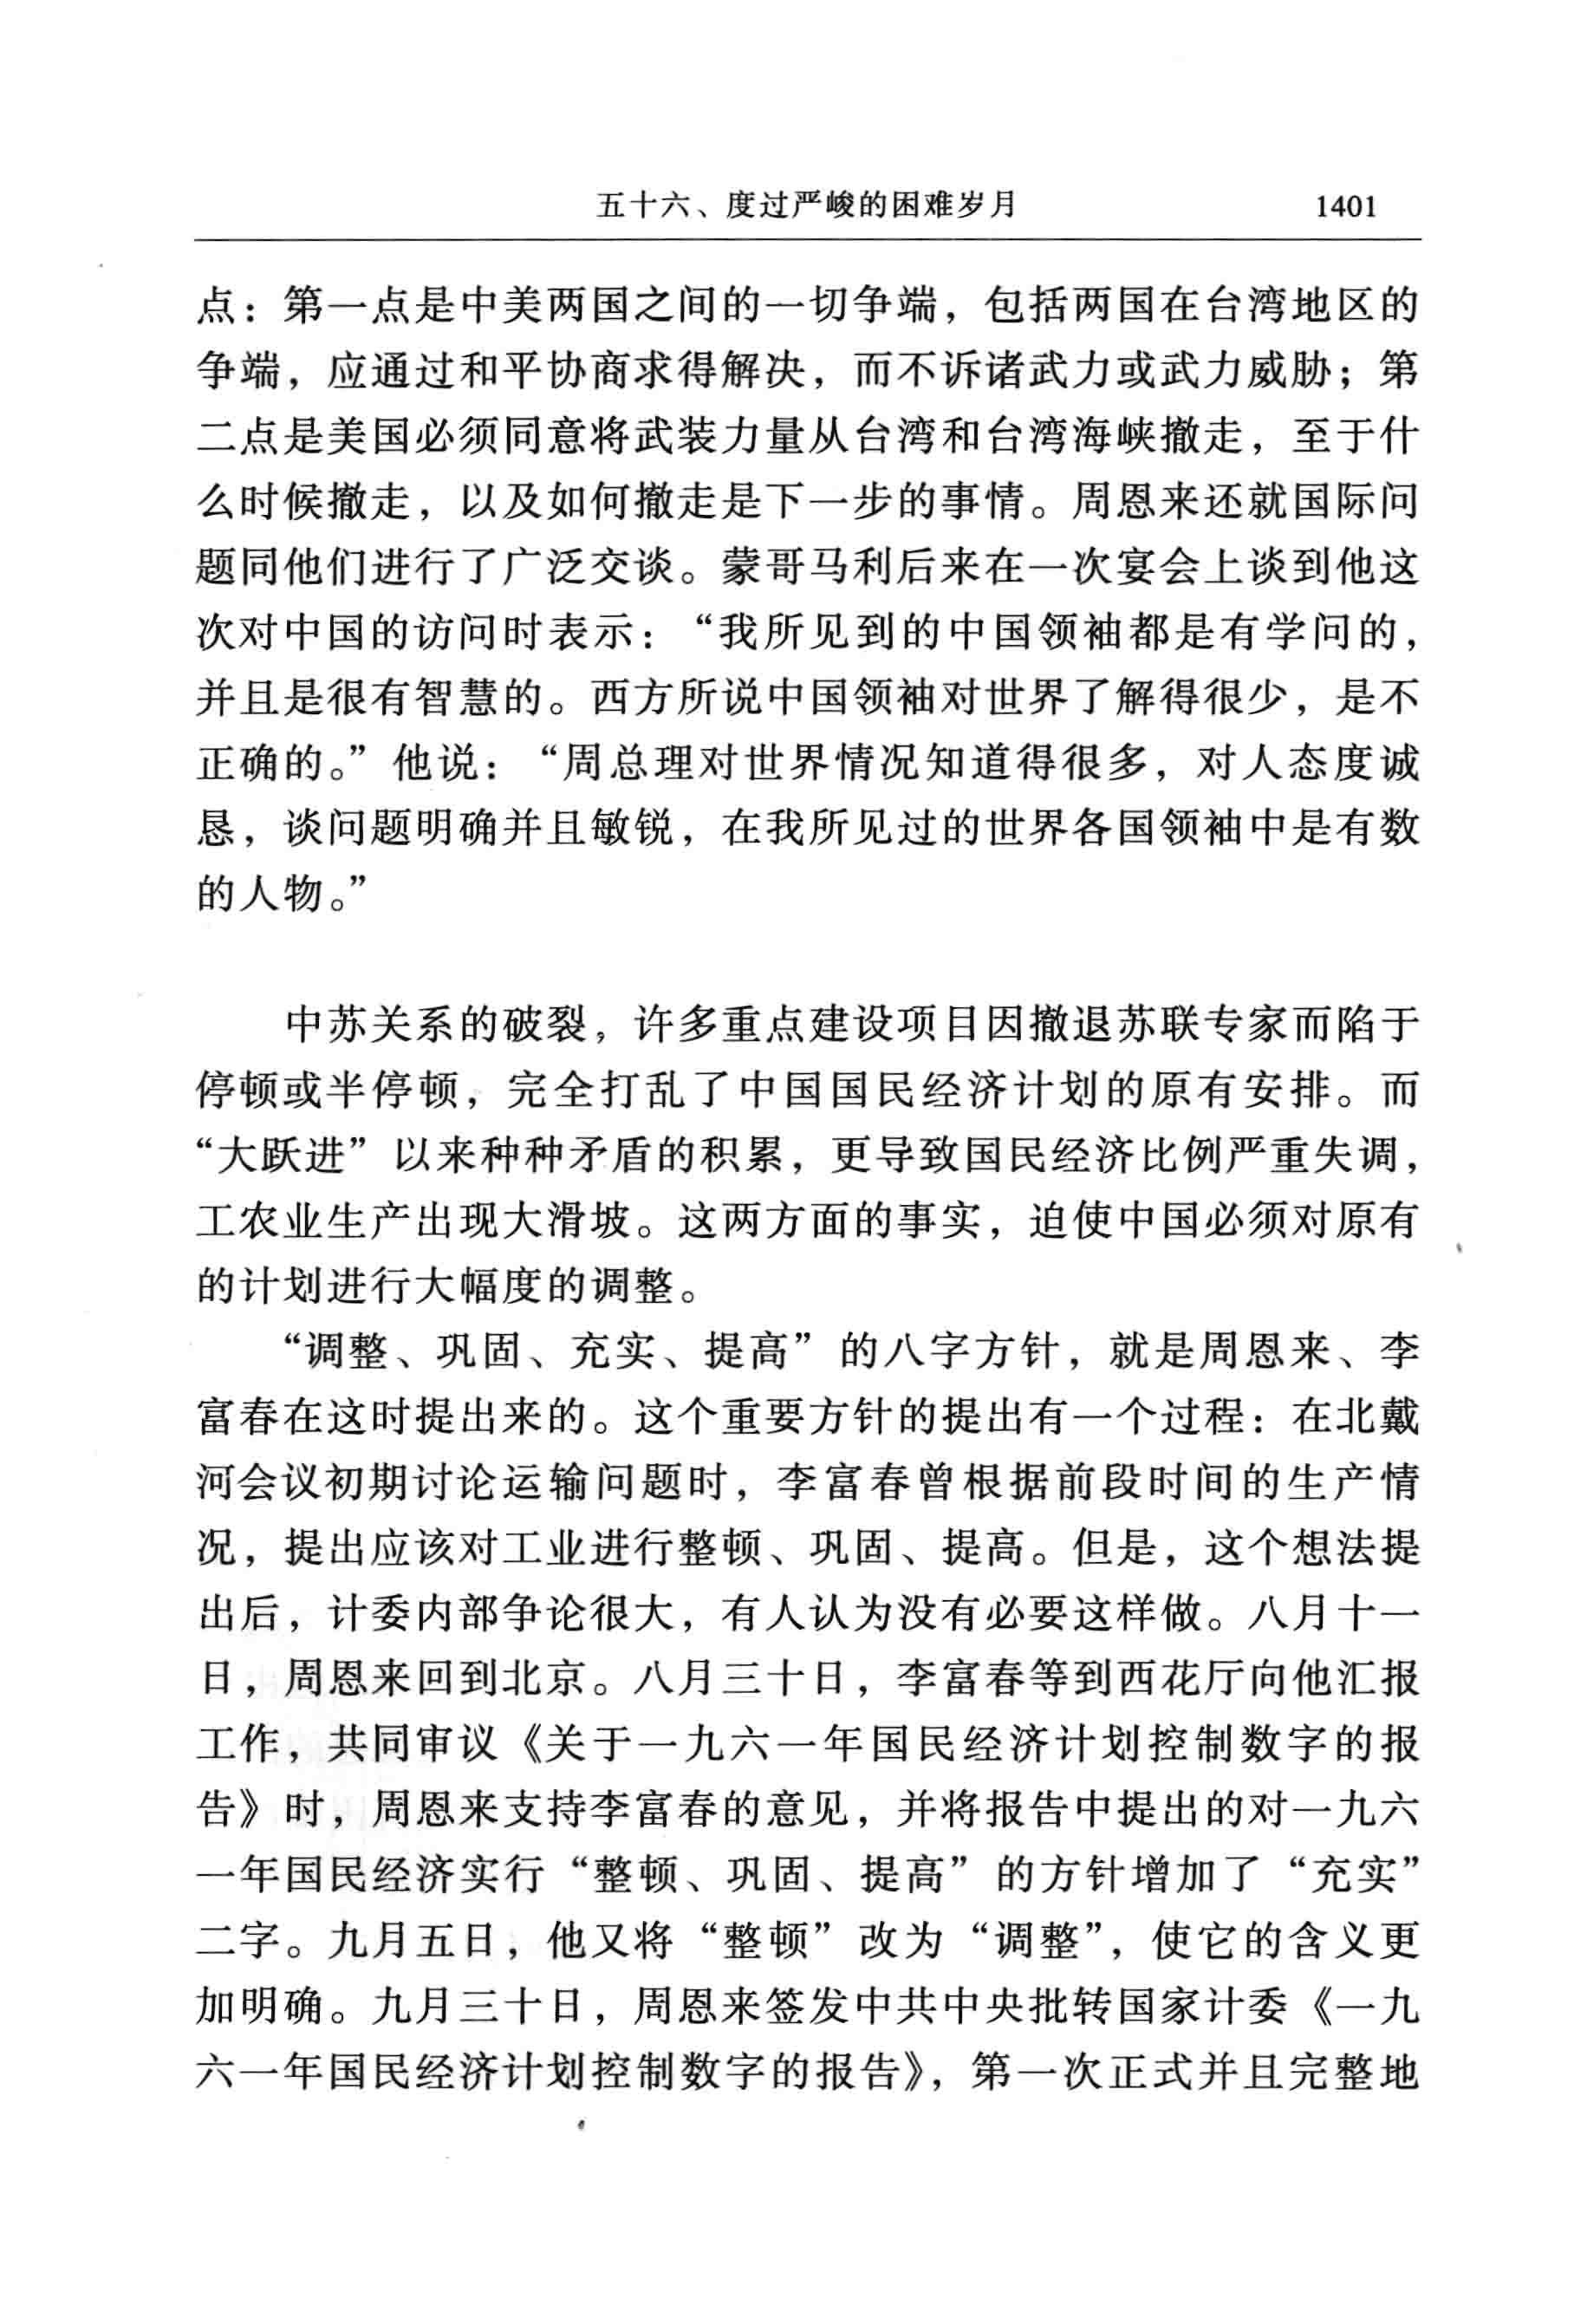 五十六、度过严峻的困难岁月 1401
点：第一点是中美两国之间的一切争端，包括两国在台湾地区的
争端，应通过和平协商求得解决，而不诉诸武力或武力威胁；第
二点是美国必须同意将武装力量从台湾和台湾海峡撤走，至于什
么时候撤走，以及如何撤走是下一步的事情。周恩来还就国际问
题同他们进行了广泛交谈。蒙哥马利后来在一次宴会上谈到他这
次对中国的访问时表示：“我所见到的中国领袖都是有学问的，
并且是很有智慧的。西方所说中国领袖对世界了解得很少，是不
正确的。”他说：“周总理对世界情况知道得很多，对人态度诚
恳，谈问题明确并且敏锐，在我所见过的世界各国领袖中是有数
的人物。”
中苏关系的破裂，许多重点建设项目因撤退苏联专家而陷于
停顿或半停顿，完全打乱了中国国民经济计划的原有安排。而
“大跃进”以来种种矛盾的积累，更导致国民经济比例严重失调，
工农业生产出现大滑坡。这两方面的事实，迫使中国必须对原有
的计划进行大幅度的调整。
“调整、巩固、充实、提高”的八字方针，就是周恩来、李
富春在这时提出来的。这个重要方针的提出有一个过程：在北戴
河会议初期讨论运输问题时，李富春曾根据前段时间的生产情
况，提出应该对工业进行整顿、巩固、提高。但是，这个想法提
出后，计委内部争论很大，有人认为没有必要这样做。八月十一
日，周恩来回到北京。八月三十日，李富春等到西花厅向他汇报
工作，共同审议《关于一九六一年国民经济计划控制数字的报
告》时，周恩来支持李富春的意见，并将报告中提出的对一九六
一年国民经济实行“整顿、巩固、提高”的方针增加了“充实”
二字。九月五日，他又将“整顿”改为“调整”，使它的含义更
加明确。九月三十日，周恩来签发中共中央批转国家计委《一九
六一年国民经济计划控制数字的报告》，第一次正式并且完整地